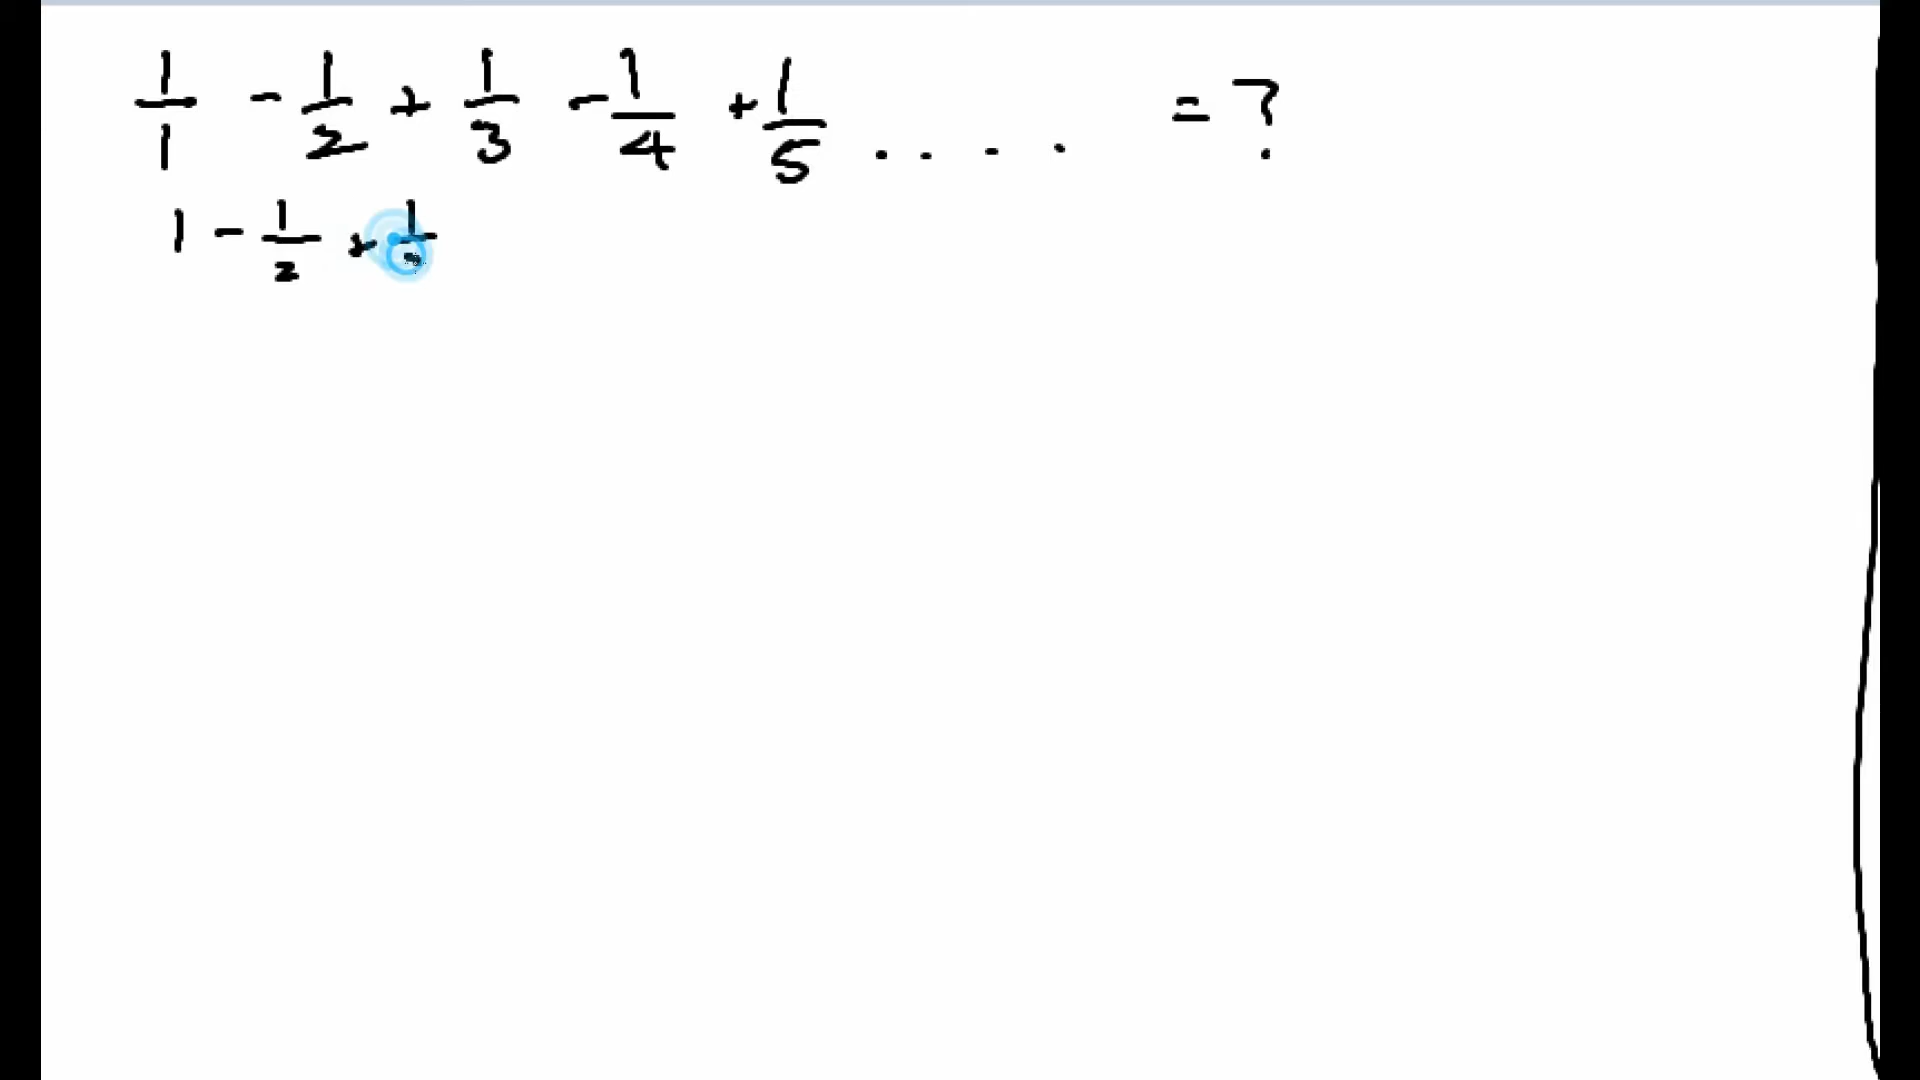 1/1 - 1/2 + 1/3 - 1/4 + 1/5 .... = ?
1 - 1/2 + 1/